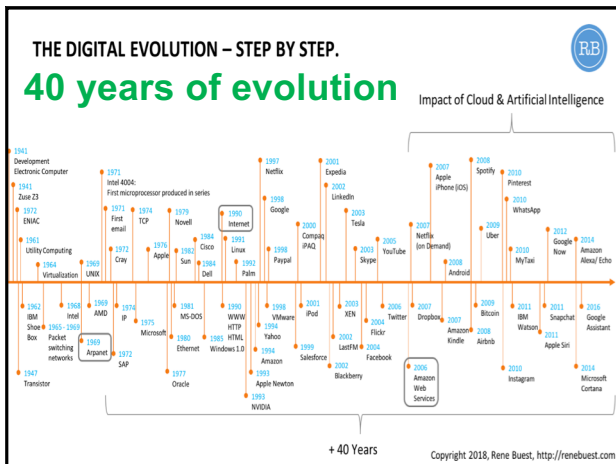 THE DIGITAL EVOLUTION – STEP BY STEP.
RB
40 years of evolution
Impact of Cloud & Artificial Intelligence
1941
Development
Electronic Computer
1941
Zuse Z3
1972
ENIAC
1961
Utility Computing
1964
Virtualization
1969
UNIX
1971
Intel 4004:
First microprocessor produced in series
1971
First
email
1972
Cray
1974
TCP
1976
Apple
1979
Novell
1982
Sun
1984
Cisco
1984
Dell
1990
Internet
1991
Linux
1992
Palm
1997
Netflix
1998
Google
1998
Paypal
2000
Compaq
iPAQ
2001
Expedia
2002
LinkedIn
2003
Tesla
2003
Skype
2005
YouTube
2007
Netflix
(on Demand)
2007
Apple
iPhone (iOS)
2008
Android
2008
Spotify
2009
Uber
2010
Pinterest
2010
WhatsApp
2010
MyTaxi
2012
Google
Now
2014
Amazon
Alexa/ Echo
1962
IBM
Shoe
Box
1947
Transistor
1965 - 1969
Packet
switching
networks
1968
Intel
1969
Arpanet
1969
AMD
1974
IP
1972
SAP
1975
Microsoft
1981
MS-DOS
1980
Ethernet
1977
Oracle
1985
Windows 1.0
1990
WWW
HTTP
HTML
1993
Apple Newton
1993
NVIDIA
1994
Yahoo
1994
Amazon
1998
VMware
1999
Salesforce
2001
iPod
2002
LastFM
2002
Blackberry
2003
XEN
2004
Flickr
2004
Facebook
2006
Twitter
2006
Amazon
Web
Services
2007
Dropbox
2007
Amazon
Kindle
2009
Bitcoin
2008
Airbnb
2010
Instagram
2011
IBM
Watson
2011
Snapchat
2011
Apple Siri
2016
Google
Assistant
2014
Microsoft
Cortana
+ 40 Years
Copyright 2018, Rene Buest, http://renebuest.com